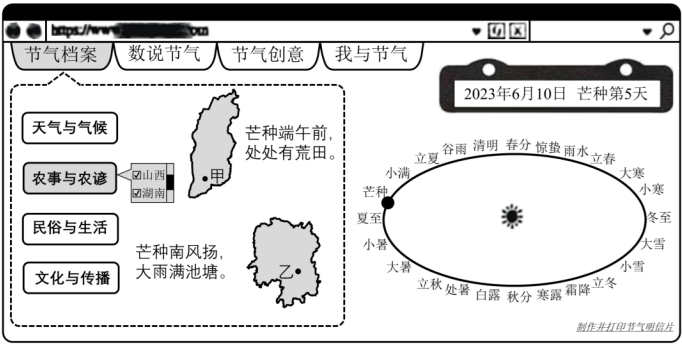 https://www.
节气档案 数说节气 节气创意 我与节气
2023年6月10日 芒种第5天
天气与气候
农事与农谚
山西
湖南
民俗与生活
文化与传播
甲
芒种端午前，
处处有荒田。
芒种南风扬，
大雨满池塘。
乙
春分
惊蛰
雨水
立春
大寒
小寒
冬至
大雪
小雪
立冬
霜降
寒露
秋分
白露
处暑
立秋
大暑
小暑
夏至
芒种
小满
立夏
谷雨
清明
制作并打印节气明信片